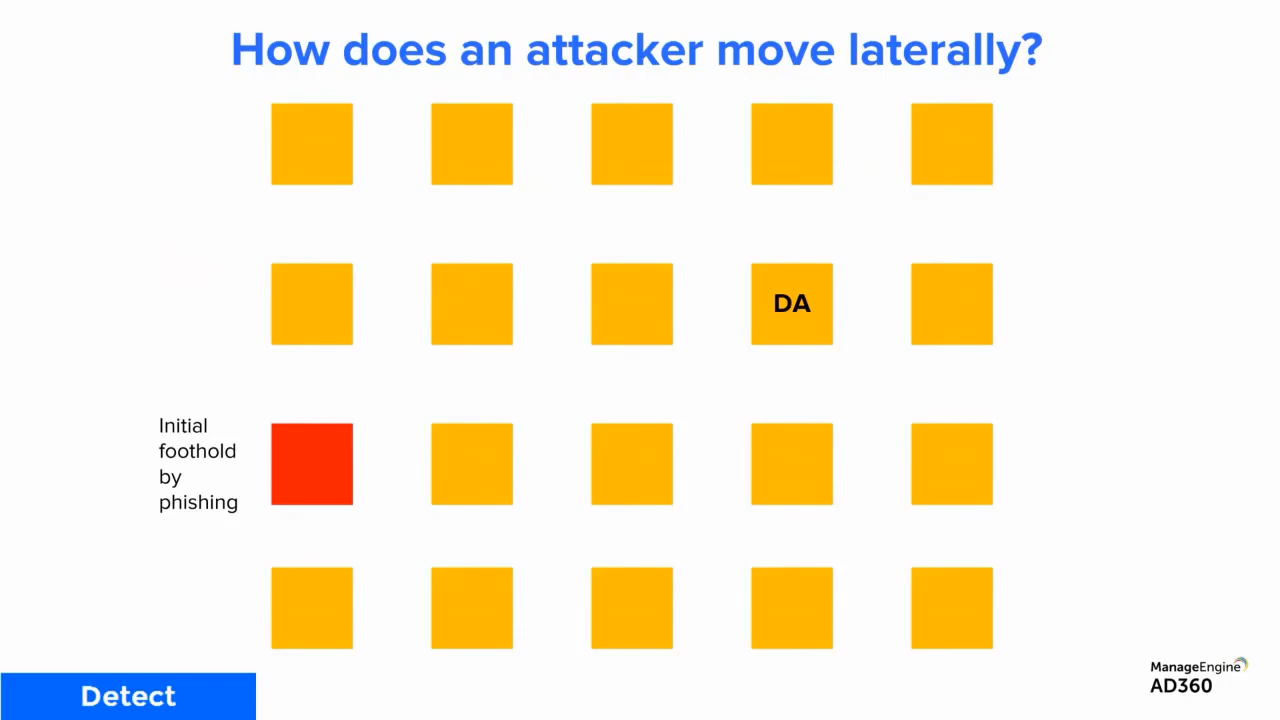 How does an attacker move laterally?
DA
Initial
foothold
by
phishing
Detect
ManageEngine
AD360